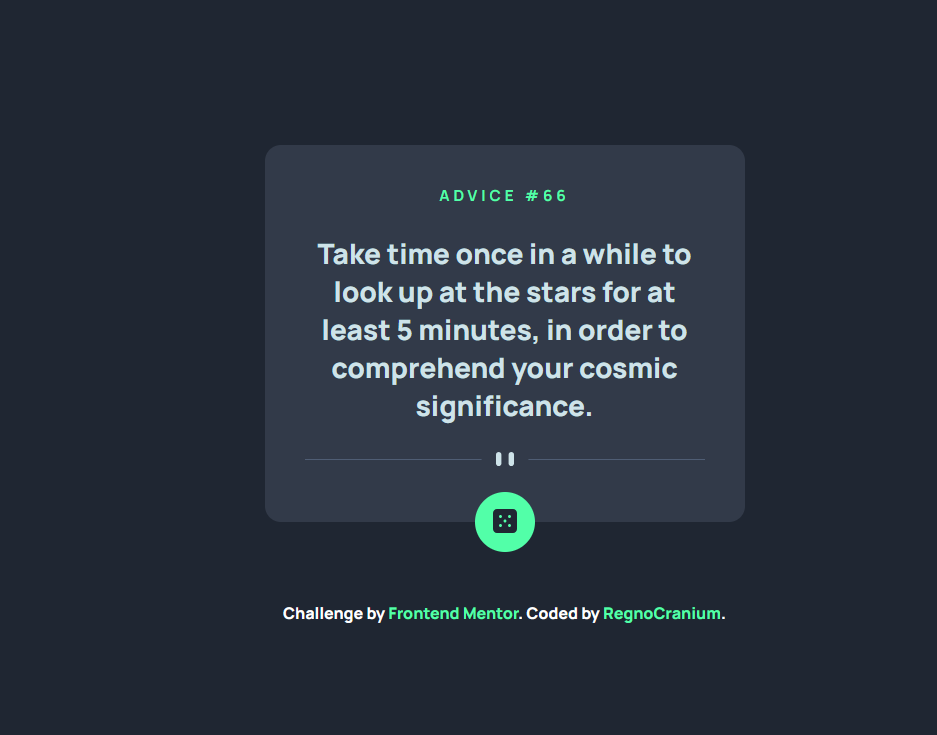 ADVICE #66
Take time once in a while to
look up at the stars for at
least 5 minutes, in order to
comprehend your cosmic
significance.
Challenge by Frontend Mentor. Coded by RegnoCranium.